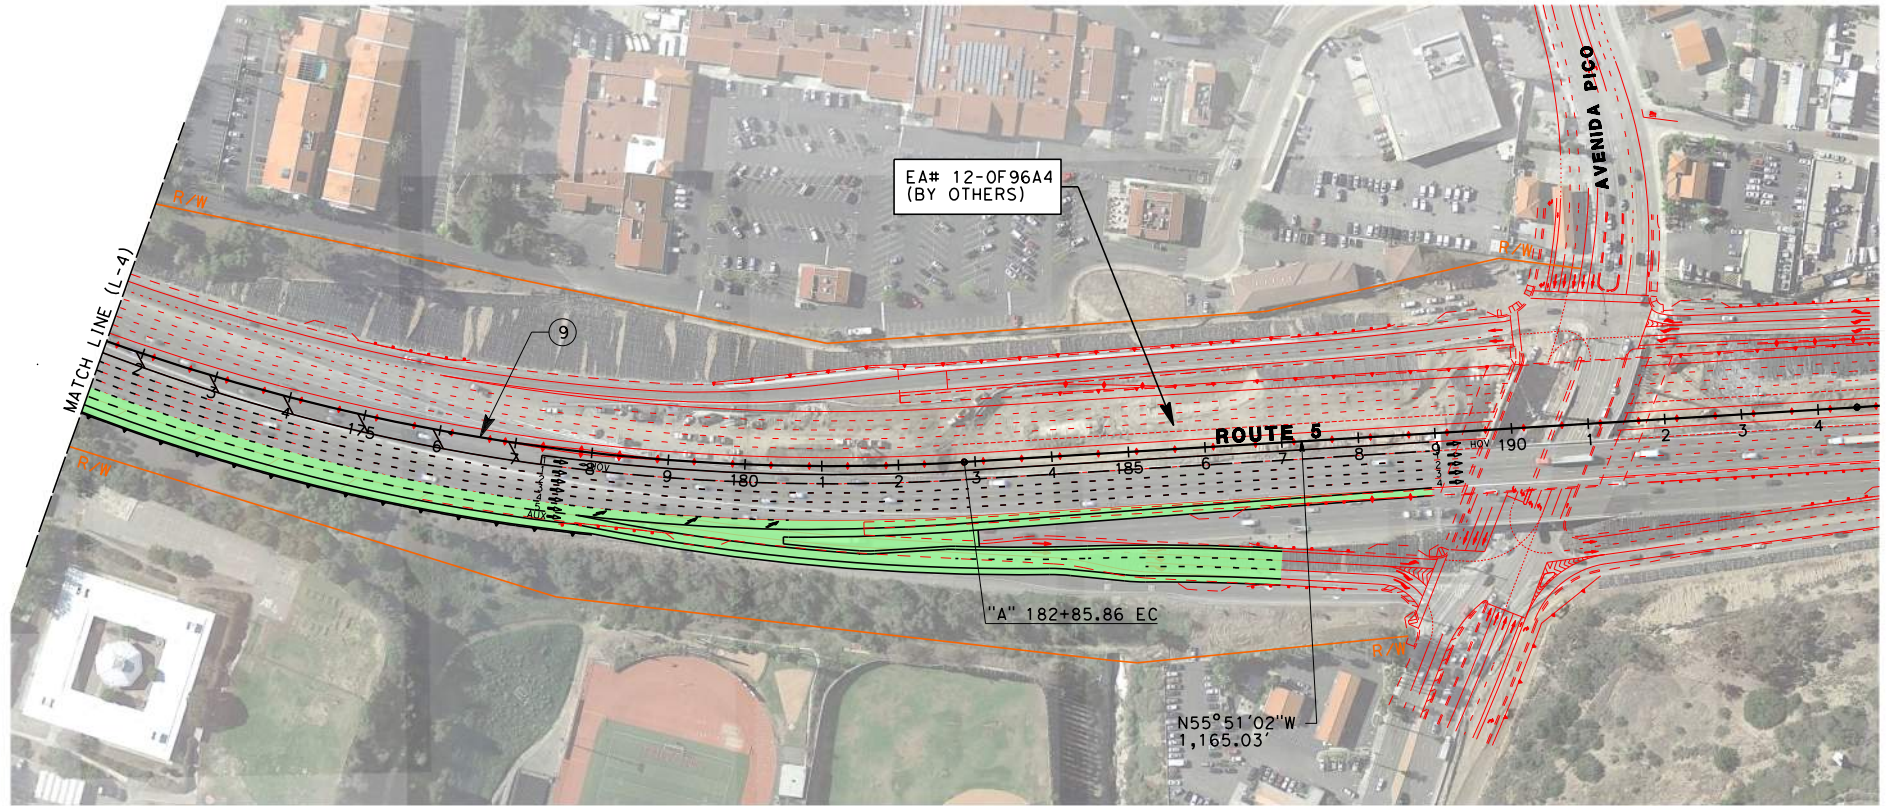 AVENIDA PICO
EA# 12-0F96A4
(BY OTHERS)
R/W
R/W
MATCH LINE (L-4)
9
2
3
4
175
6
7
8
9
180
1
2
3
4
185
6
7
8
9
190
1
2
3
4
HOV
HOV
ROUTE 5
AUX
R/W
"A" 182+85.86 EC
R/W
N55°51'02"W
1,165.03'